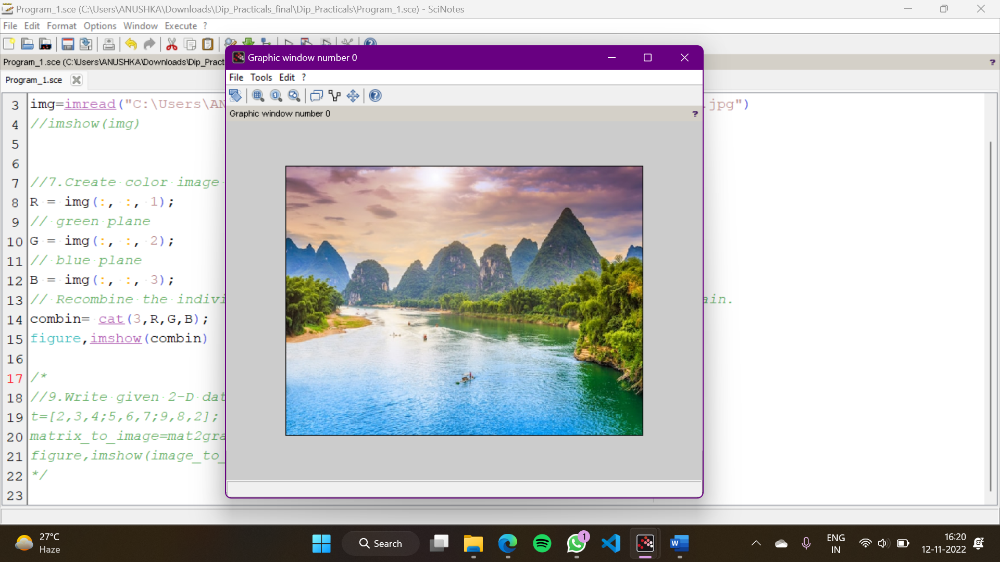 Program_1.sce (C:\Users\ANUSHKA\Downloads\Dip_Practicals_final\Dip_Practicals\Program_1.sce) - SciNotes
File Edit Format Options Window Execute ?
Program_1.sce (C:\Users\ANUSHKA\Downloads\Dip_Pract
?
Program_1.sce
Graphic window number 0
File Tools Edit ?
Graphic window number 0
?
3 img=imread("C:\Users\AN .jpg")
4 //imshow(img)
5
6
7 //7.Create color image
8 R = img(:, :, 1);
9 // green plane
10 G = img(:, :, 2);
11 // blue plane
12 B = img(:, :, 3);
13 // Recombine the indivi ain.
14 combin= cat(3,R,G,B);
15 figure,imshow(combin)
16
17 /*
18 //9.Write given 2-D dat
19 t=[2,3,4;5,6,7;9,8,2];
20 matrix_to_image=mat2gra
21 figure,imshow(image_to_
22 */
23
27°C
Haze
Search
1
ENG
IN
16:20
12-11-2022